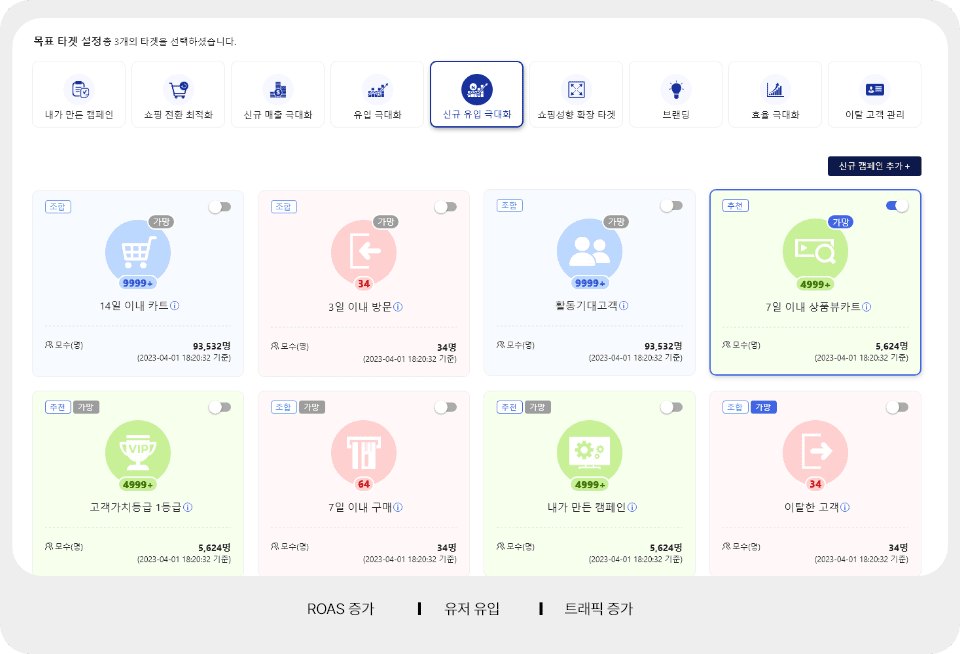 목표 타겟 설정 총 3개의 타겟을 선택하셨습니다.
내가 만든 캠페인
쇼핑 전환 최적화
신규 매출 극대화
유입 극대화
신규 유입 극대화
쇼핑성향 확장 타겟
브랜딩
효율 극대화
이탈 고객 관리
신규 캠페인 추가 +
조합
가망
9999+
14일 이내 카트
모수(명)
93,532명
(2023-04-01 18:20:32 기준)
조합
가망
34
3일 이내 방문
모수(명)
34명
(2023-04-01 18:20:32 기준)
조합
가망
9999+
활동기대고객
모수(명)
93,532명
(2023-04-01 18:20:32 기준)
추천
가망
4999+
7일 이내 상품뷰카트
모수(명)
5,624명
(2023-04-01 18:20:32 기준)
추천 가망
VIP
4999+
고객가치등급 1등급
모수(명)
5,624명
(2023-04-01 18:20:32 기준)
조합 가망
64
7일 이내 구매
모수(명)
34명
(2023-04-01 18:20:32 기준)
추천 가망
4999+
내가 만든 캠페인
모수(명)
5,624명
(2023-04-01 18:20:32 기준)
조합 가망
34
이탈한 고객
모수(명)
34명
(2023-04-01 18:20:32 기준)
ROAS 증가 | 유저 유입 | 트래픽 증가